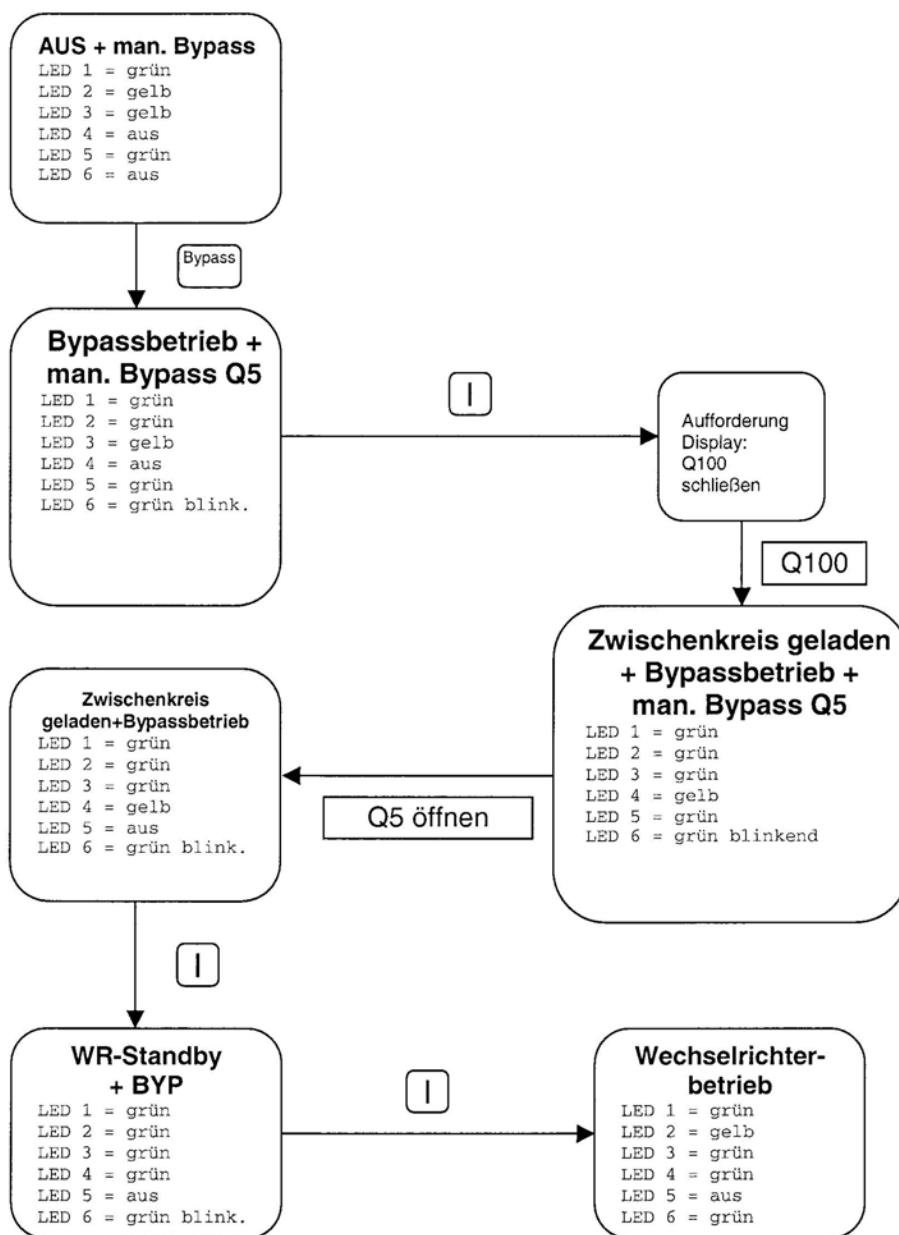 AUS + man. Bypass
LED 1 = grün
LED 2 = gelb
LED 3 = gelb
LED 4 = aus
LED 5 = grün
LED 6 = aus
Bypass
Bypassbetrieb +
man. Bypass Q5
LED 1 = grün
LED 2 = grün
LED 3 = gelb
LED 4 = aus
LED 5 = grün
LED 6 = grün blink.
I
Aufforderung
Display:
Q100
schließen
Q100
Zwischenkreis geladen
+ Bypassbetrieb +
man. Bypass Q5
LED 1 = grün
LED 2 = grün
LED 3 = grün
LED 4 = gelb
LED 5 = grün
LED 6 = grün blinkend
Q5 öffnen
Zwischenkreis
geladen+Bypassbetrieb
LED 1 = grün
LED 2 = grün
LED 3 = grün
LED 4 = gelb
LED 5 = aus
LED 6 = grün blink.
I
WR-Standby
+ BYP
LED 1 = grün
LED 2 = grün
LED 3 = grün
LED 4 = grün
LED 5 = aus
LED 6 = grün blink.
I
Wechselrichter-
betrieb
LED 1 = grün
LED 2 = gelb
LED 3 = grün
LED 4 = grün
LED 5 = aus
LED 6 = grün